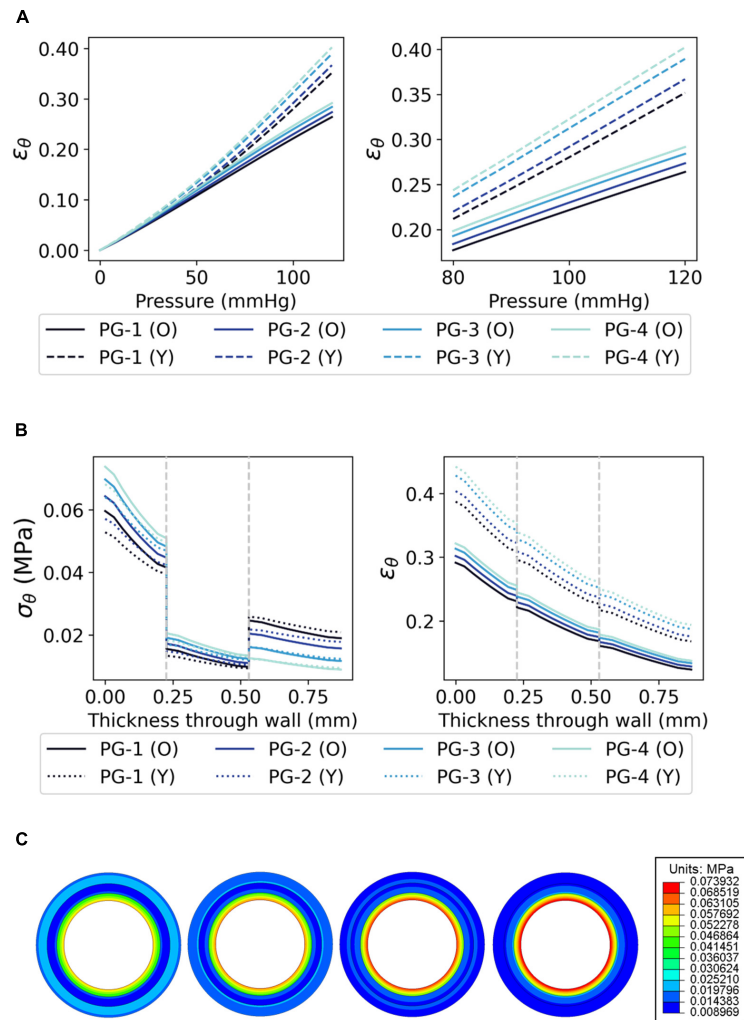 A
0.40
0.30
0.20
0.10
0.00
εθ
0 50 100
Pressure (mmHg)
0.40
0.35
0.30
0.25
0.20
εθ
80 100 120
Pressure (mmHg)
PG-1 (O) PG-2 (O) PG-3 (O) PG-4 (O)
PG-1 (Y) PG-2 (Y) PG-3 (Y) PG-4 (Y)
B
0.06
0.04
0.02
σθ (MPa)
0.00 0.25 0.50 0.75
Thickness through wall (mm)
0.4
0.3
0.2
εθ
0.00 0.25 0.50 0.75
Thickness through wall (mm)
PG-1 (O) PG-2 (O) PG-3 (O) PG-4 (O)
PG-1 (Y) PG-2 (Y) PG-3 (Y) PG-4 (Y)
C
Units: MPa
0.073932
0.068519
0.063105
0.057692
0.052278
0.046864
0.041451
0.036037
0.030624
0.025210
0.019796
0.014383
0.008969